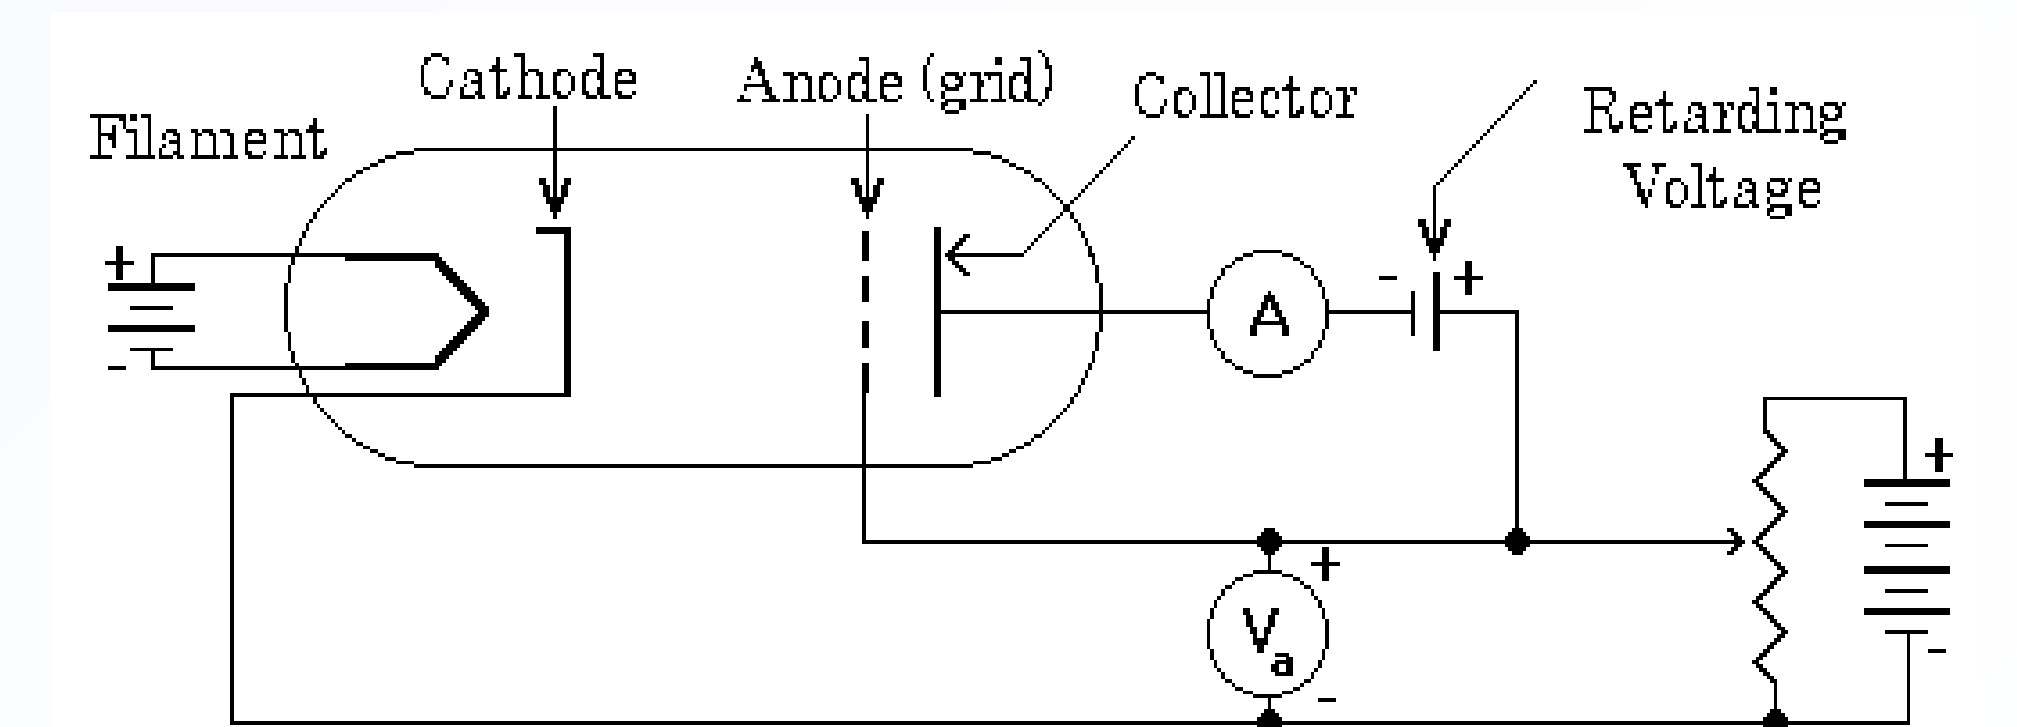 Cathode
Anode (grid)
Collector
Retarding
Voltage
Filament
+
-
- +
A
+
-
+
Va
-